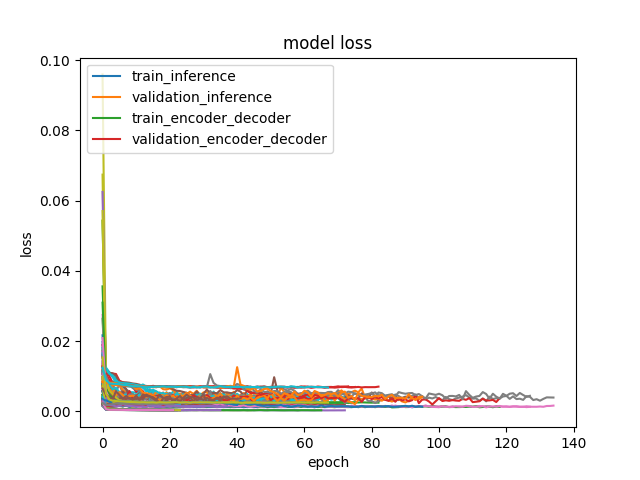 model loss
train_inference
validation_inference
train_encoder_decoder
validation_encoder_decoder
loss
0.10
0.08
0.06
0.04
0.02
0.00
0 20 40 60 80 100 120 140
epoch